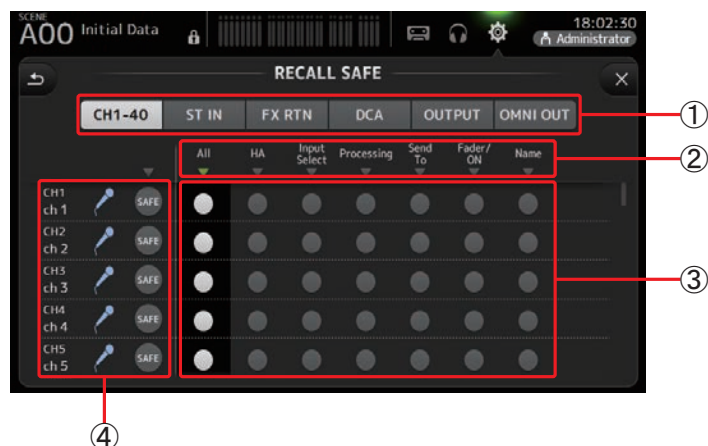 SCENE
A00 Initial Data
18:02:30
Administrator
RECALL SAFE
CH1-40 ST IN FX RTN DCA OUTPUT OMNI OUT
①
All HA Input Select Processing Send To Fader/ON Name
②
CH1
ch 1 SAFE
CH2
ch 2 SAFE
CH3
ch 3 SAFE
③
CH4
ch 4 SAFE
CH5
ch 5 SAFE
④